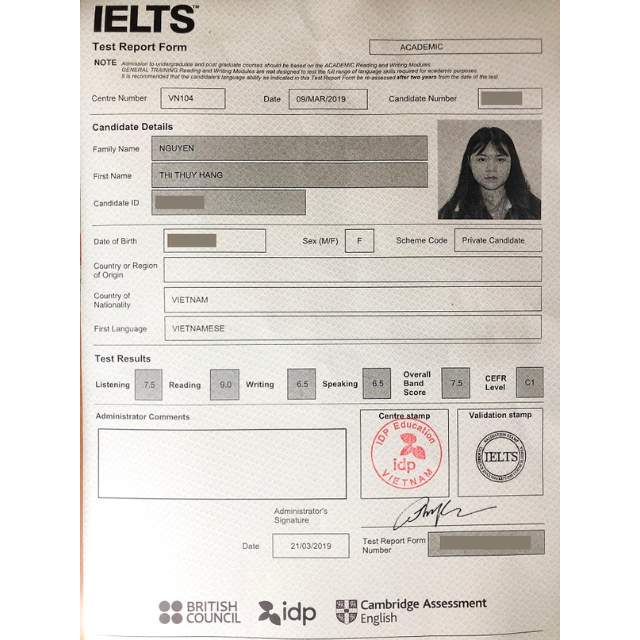 IELTS™
Test Report Form
ACADEMIC
NOTE Admission to undergraduate and post graduate courses should be based on the ACADEMIC Reading and Writing Modules.
GENERAL TRAINING Reading and Writing Modules are not designed to test the full range of language skills required for academic purposes.
It is recommended that the candidate's language ability as indicated in this Test Report Form be re-assessed after two years from the date of the test.
Centre Number VN104 Date 09/MAR/2019 Candidate Number
Candidate Details
Family Name NGUYEN
First Name THI THUY HANG
Candidate ID
Date of Birth Sex (M/F) F Scheme Code Private Candidate
Country or Region
of Origin
Country of
Nationality VIETNAM
First Language VIETNAMESE
Test Results
Listening 7.5 Reading 9.0 Writing 6.5 Speaking 6.5 Overall Band Score 7.5 CEFR Level C1
Administrator Comments
Centre stamp
IDP Education
idp
VIETNAM
Validation stamp
IELTS
Administrator's
Signature
Date 21/03/2019
Test Report Form
Number
BRITISH
COUNCIL
idp
Cambridge Assessment
English